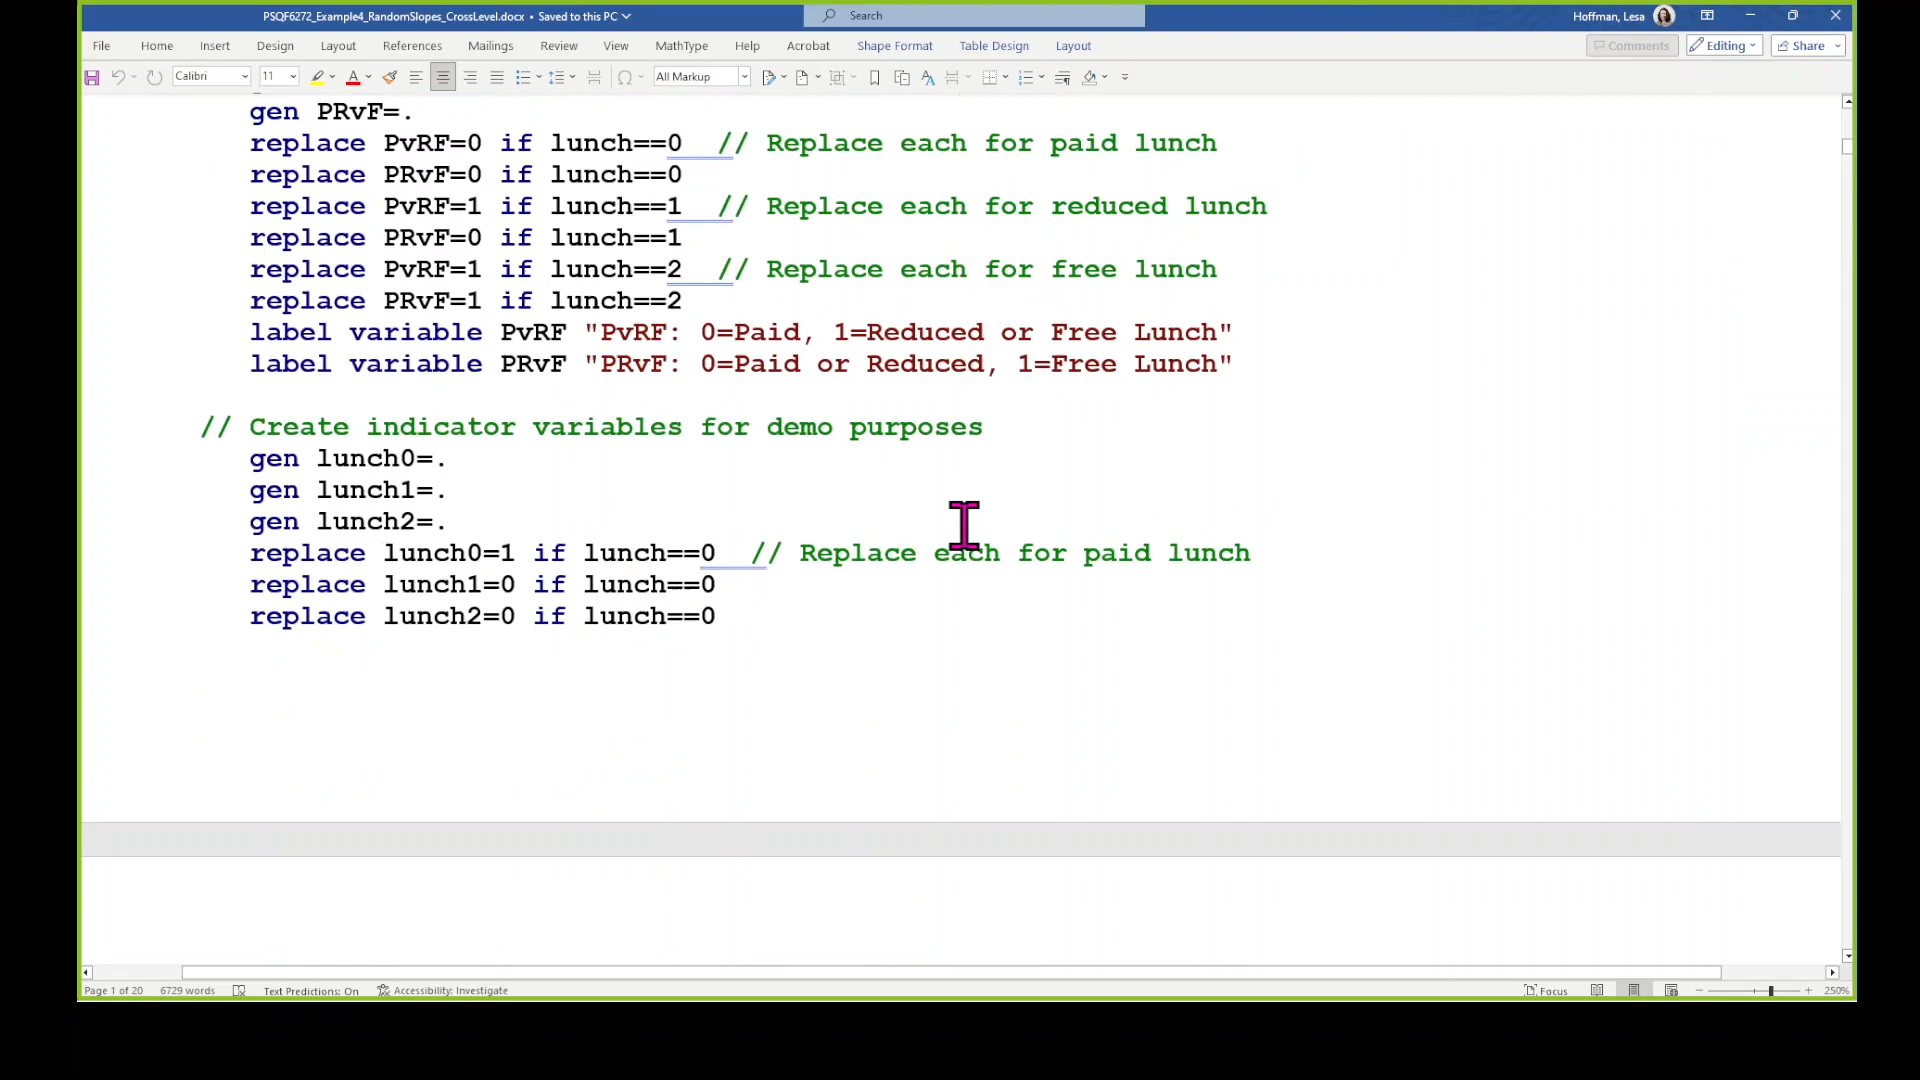 PSQF6272_Example4_RandomSlopes_CrossLevel.docx • Saved to this PC
Search
Hoffman, Lesa
File Home Insert Design Layout References Mailings Review View MathType Help Acrobat Shape Format Table Design Layout
Comments Editing Share
Calibri 11 All Markup
gen PRvF=.
replace PvRF=0 if lunch==0 // Replace each for paid lunch
replace PRvF=0 if lunch==0
replace PvRF=1 if lunch==1 // Replace each for reduced lunch
replace PRvF=0 if lunch==1
replace PvRF=1 if lunch==2 // Replace each for free lunch
replace PRvF=1 if lunch==2
label variable PvRF "PvRF: 0=Paid, 1=Reduced or Free Lunch"
label variable PRvF "PRvF: 0=Paid or Reduced, 1=Free Lunch"
// Create indicator variables for demo purposes
gen lunch0=.
gen lunch1=.
gen lunch2=.
replace lunch0=1 if lunch==0 // Replace each for paid lunch
replace lunch1=0 if lunch==0
replace lunch2=0 if lunch==0
Page 1 of 20 6729 words Text Predictions: On Accessibility: Investigate Focus 250%